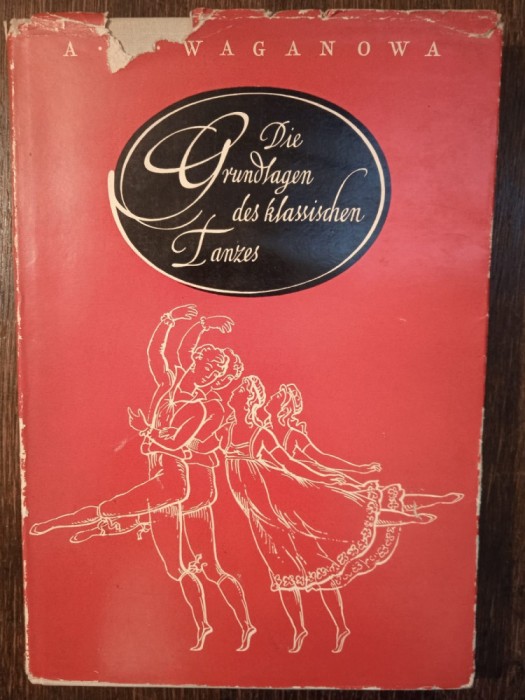 A. WAGANOWA
Die
Grundlagen
des klassischen
Tanzes